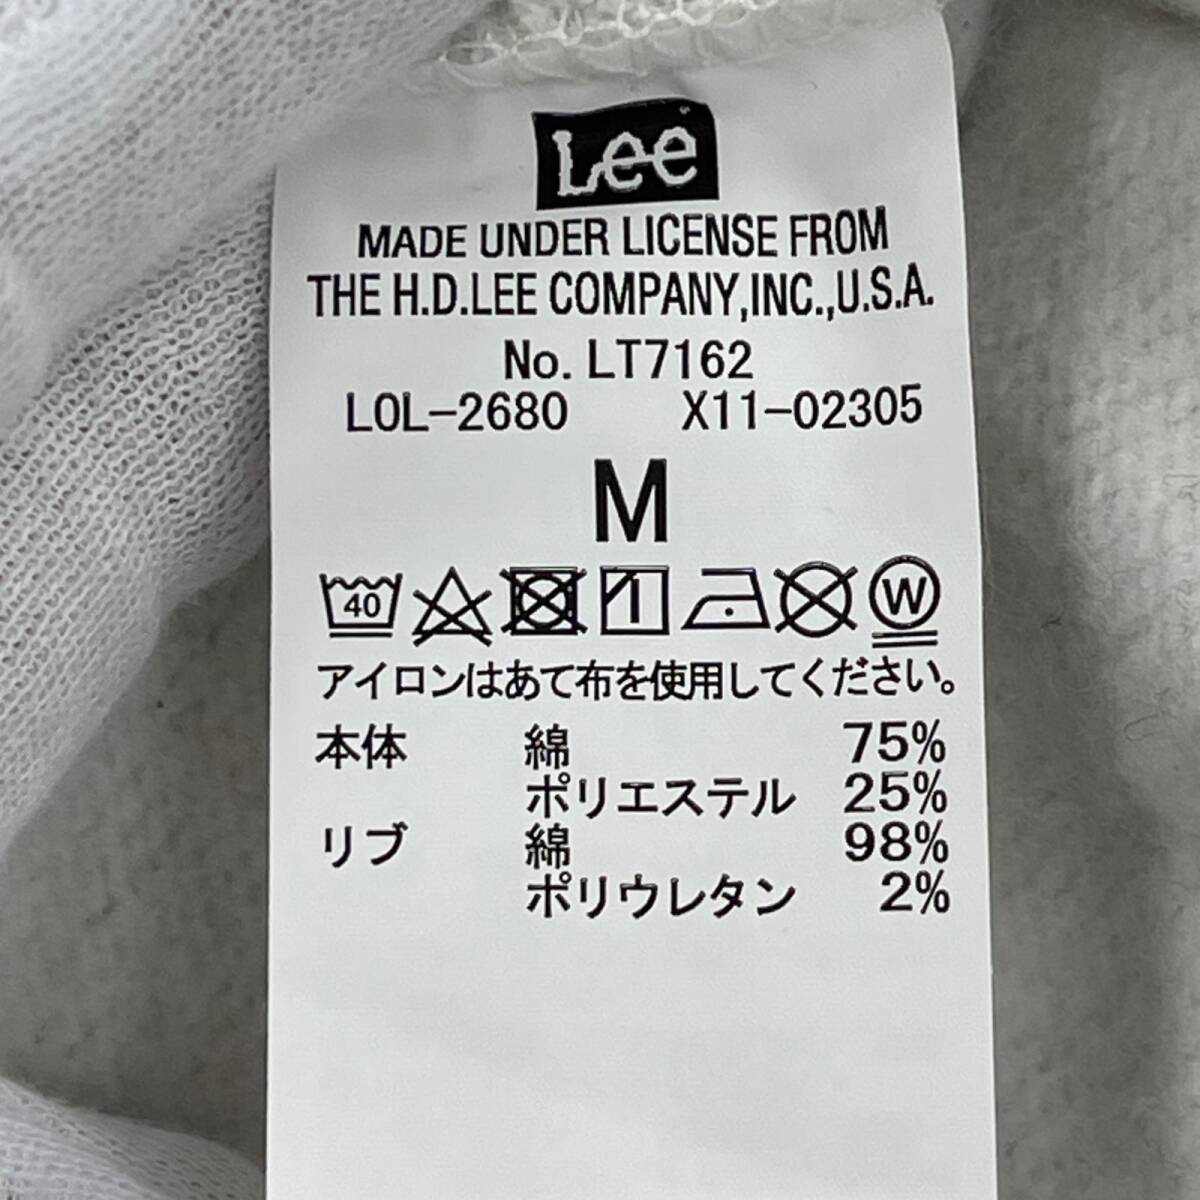 Lee
MADE UNDER LICENSE FROM
THE H.D.LEE COMPANY,INC.,U.S.A.
No. LT7162
LOL-2680 X11-02305
M
40 W
アイロンはあて布を使用してください。
本体 綿 75%
ポリエステル 25%
リブ 綿 98%
ポリウレタン 2%